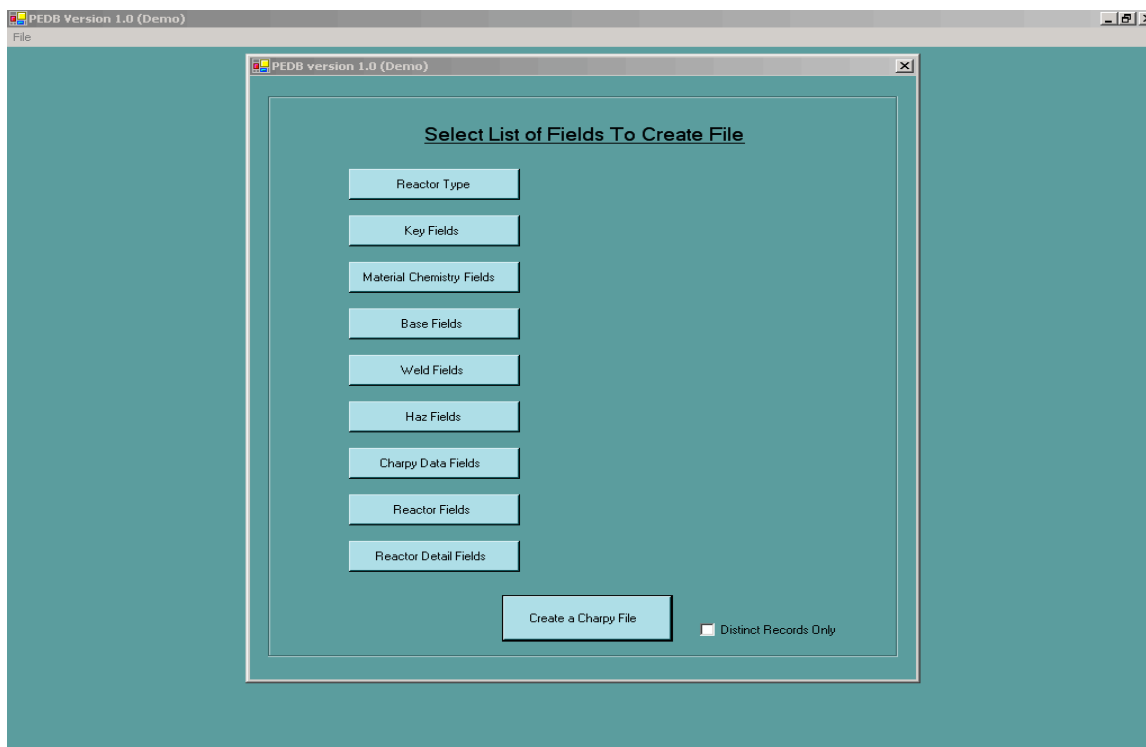 PEDB Version 1.0 (Demo)
File
PEDB version 1.0 (Demo)
Select List of Fields To Create File
Reactor Type
Key Fields
Material Chemistry Fields
Base Fields
Weld Fields
Haz Fields
Charpy Data Fields
Reactor Fields
Reactor Detail Fields
Create a Charpy File
Distinct Records Only